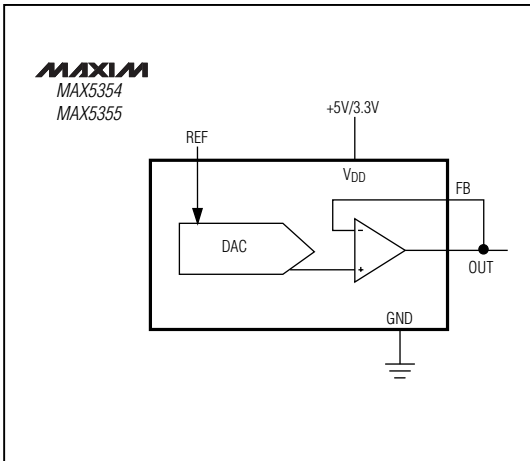 MAXIM
MAX5354
MAX5355
+5V/3.3V
REF
VDD
FB
DAC
-
+
OUT
GND